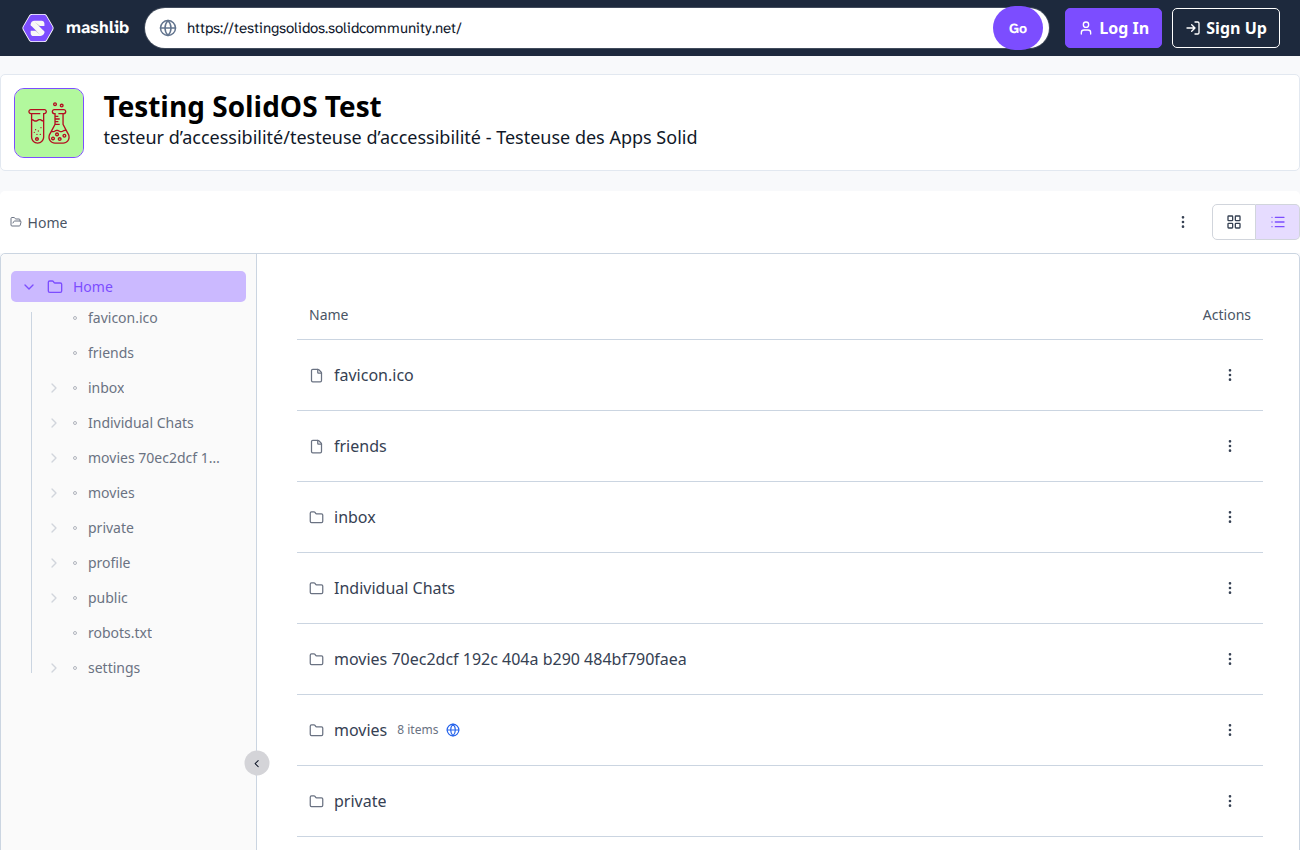 mashlib
https://testingsolidos.solidcommunity.net/
Go
Log In
Sign Up
Testing SolidOS Test
testeur d’accessibilité/testeuse d’accessibilité - Testeuse des Apps Solid
Home
Home
favicon.ico
friends
inbox
Individual Chats
movies 70ec2dcf 1...
movies
private
profile
public
robots.txt
settings
Name Actions
favicon.ico
friends
inbox
Individual Chats
movies 70ec2dcf 192c 404a b290 484bf790faea
movies 8 items
private